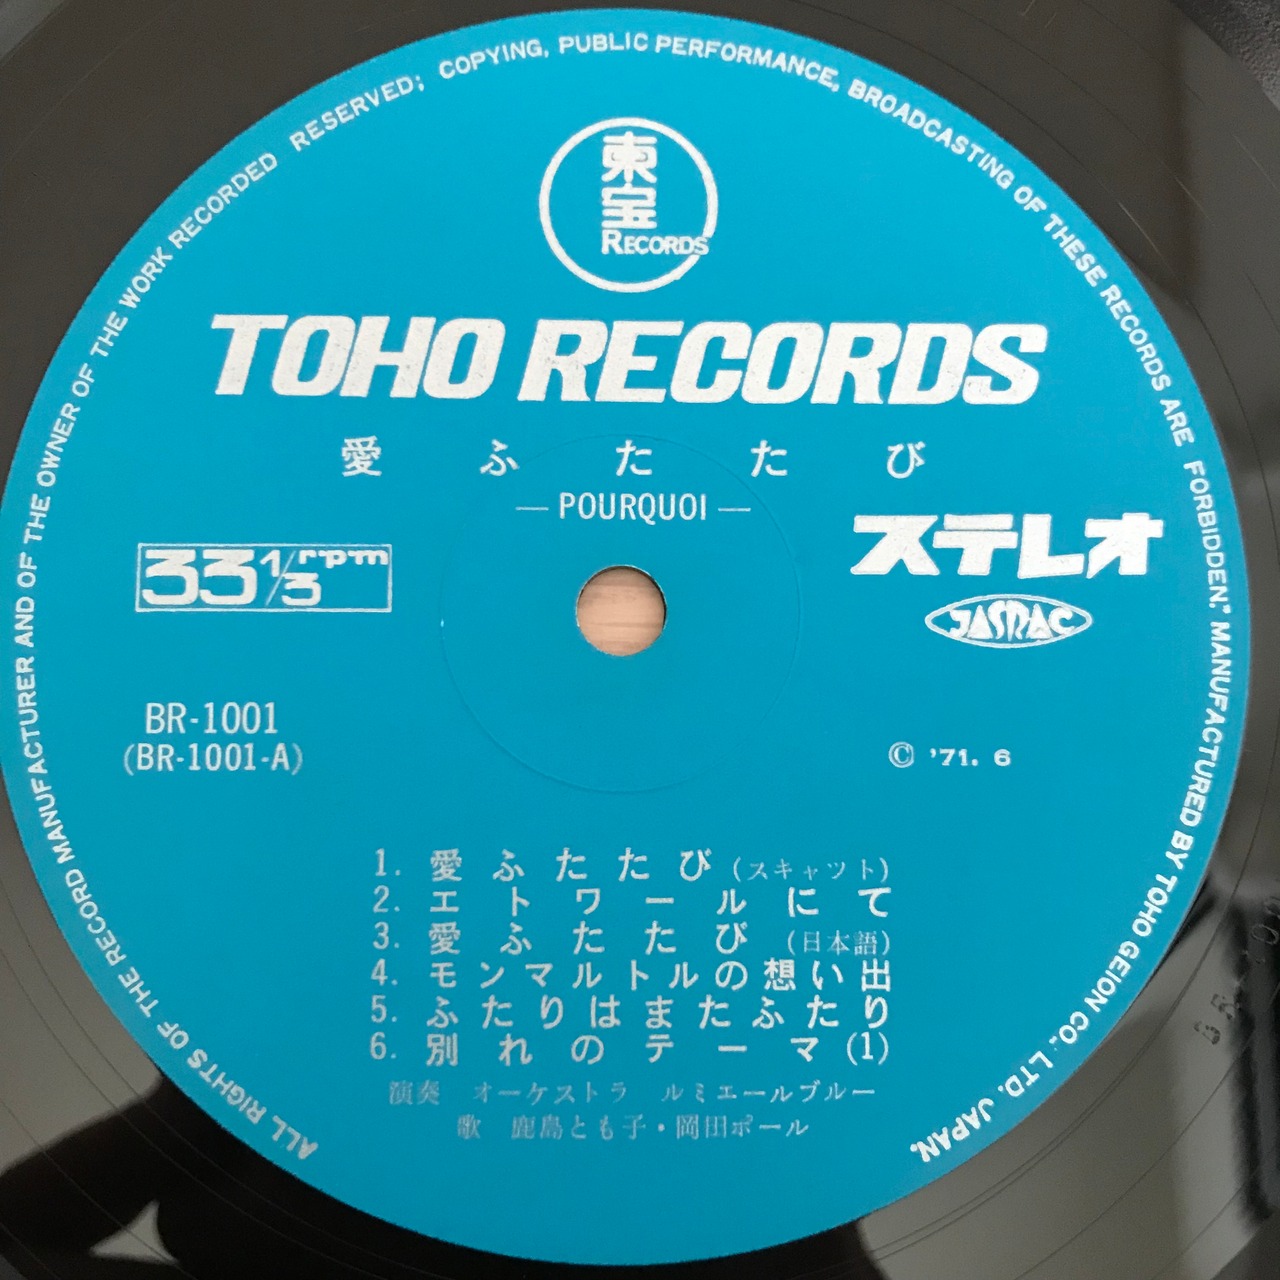 ALL RIGHTS OF THE RECORD MANUFACTURER AND OF THE OWNER OF THE WORK RECORDED RESERVED; COPYING, PUBLIC PERFORMANCE, BROADCASTING OF THESE RECORDS ARE FORBIDDEN." MANUFACTURED BY TOHO GEION CO., LTD. JAPAN.
東宝
RECORDS
TOHO RECORDS
愛ふたたび
— POURQUOI —
ステレオ
33 1/3 rpm
JASRAC
BR-1001
(BR-1001-A)
© '71. 6
1. 愛ふたたび (スキャット)
2. エトワールにて
3. 愛ふたたび (日本語)
4. モンマルトルの想い出
5. ふたりはまたふたり
6. 別れのテーマ (1)
演奏 オーケストラ ルミエールブルー
歌 鹿島とも子・岡田ポール